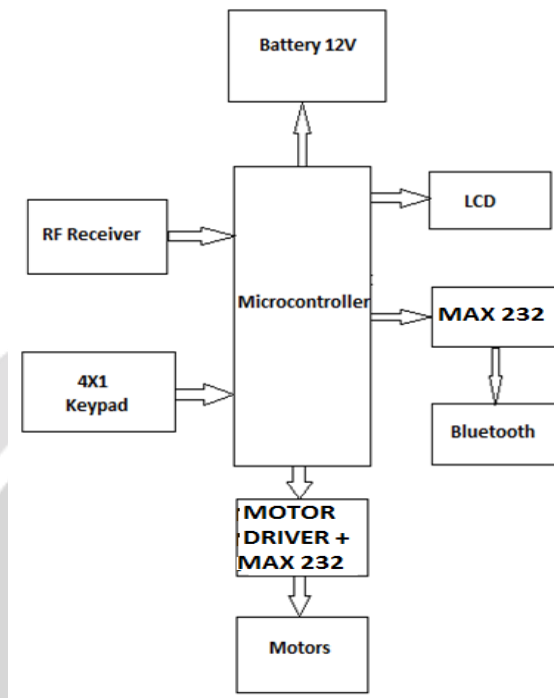 Battery 12V
RF Receiver
LCD
Microcontroller
MAX 232
4X1
Keypad
Bluetooth
MOTOR
DRIVER +
MAX 232
Motors